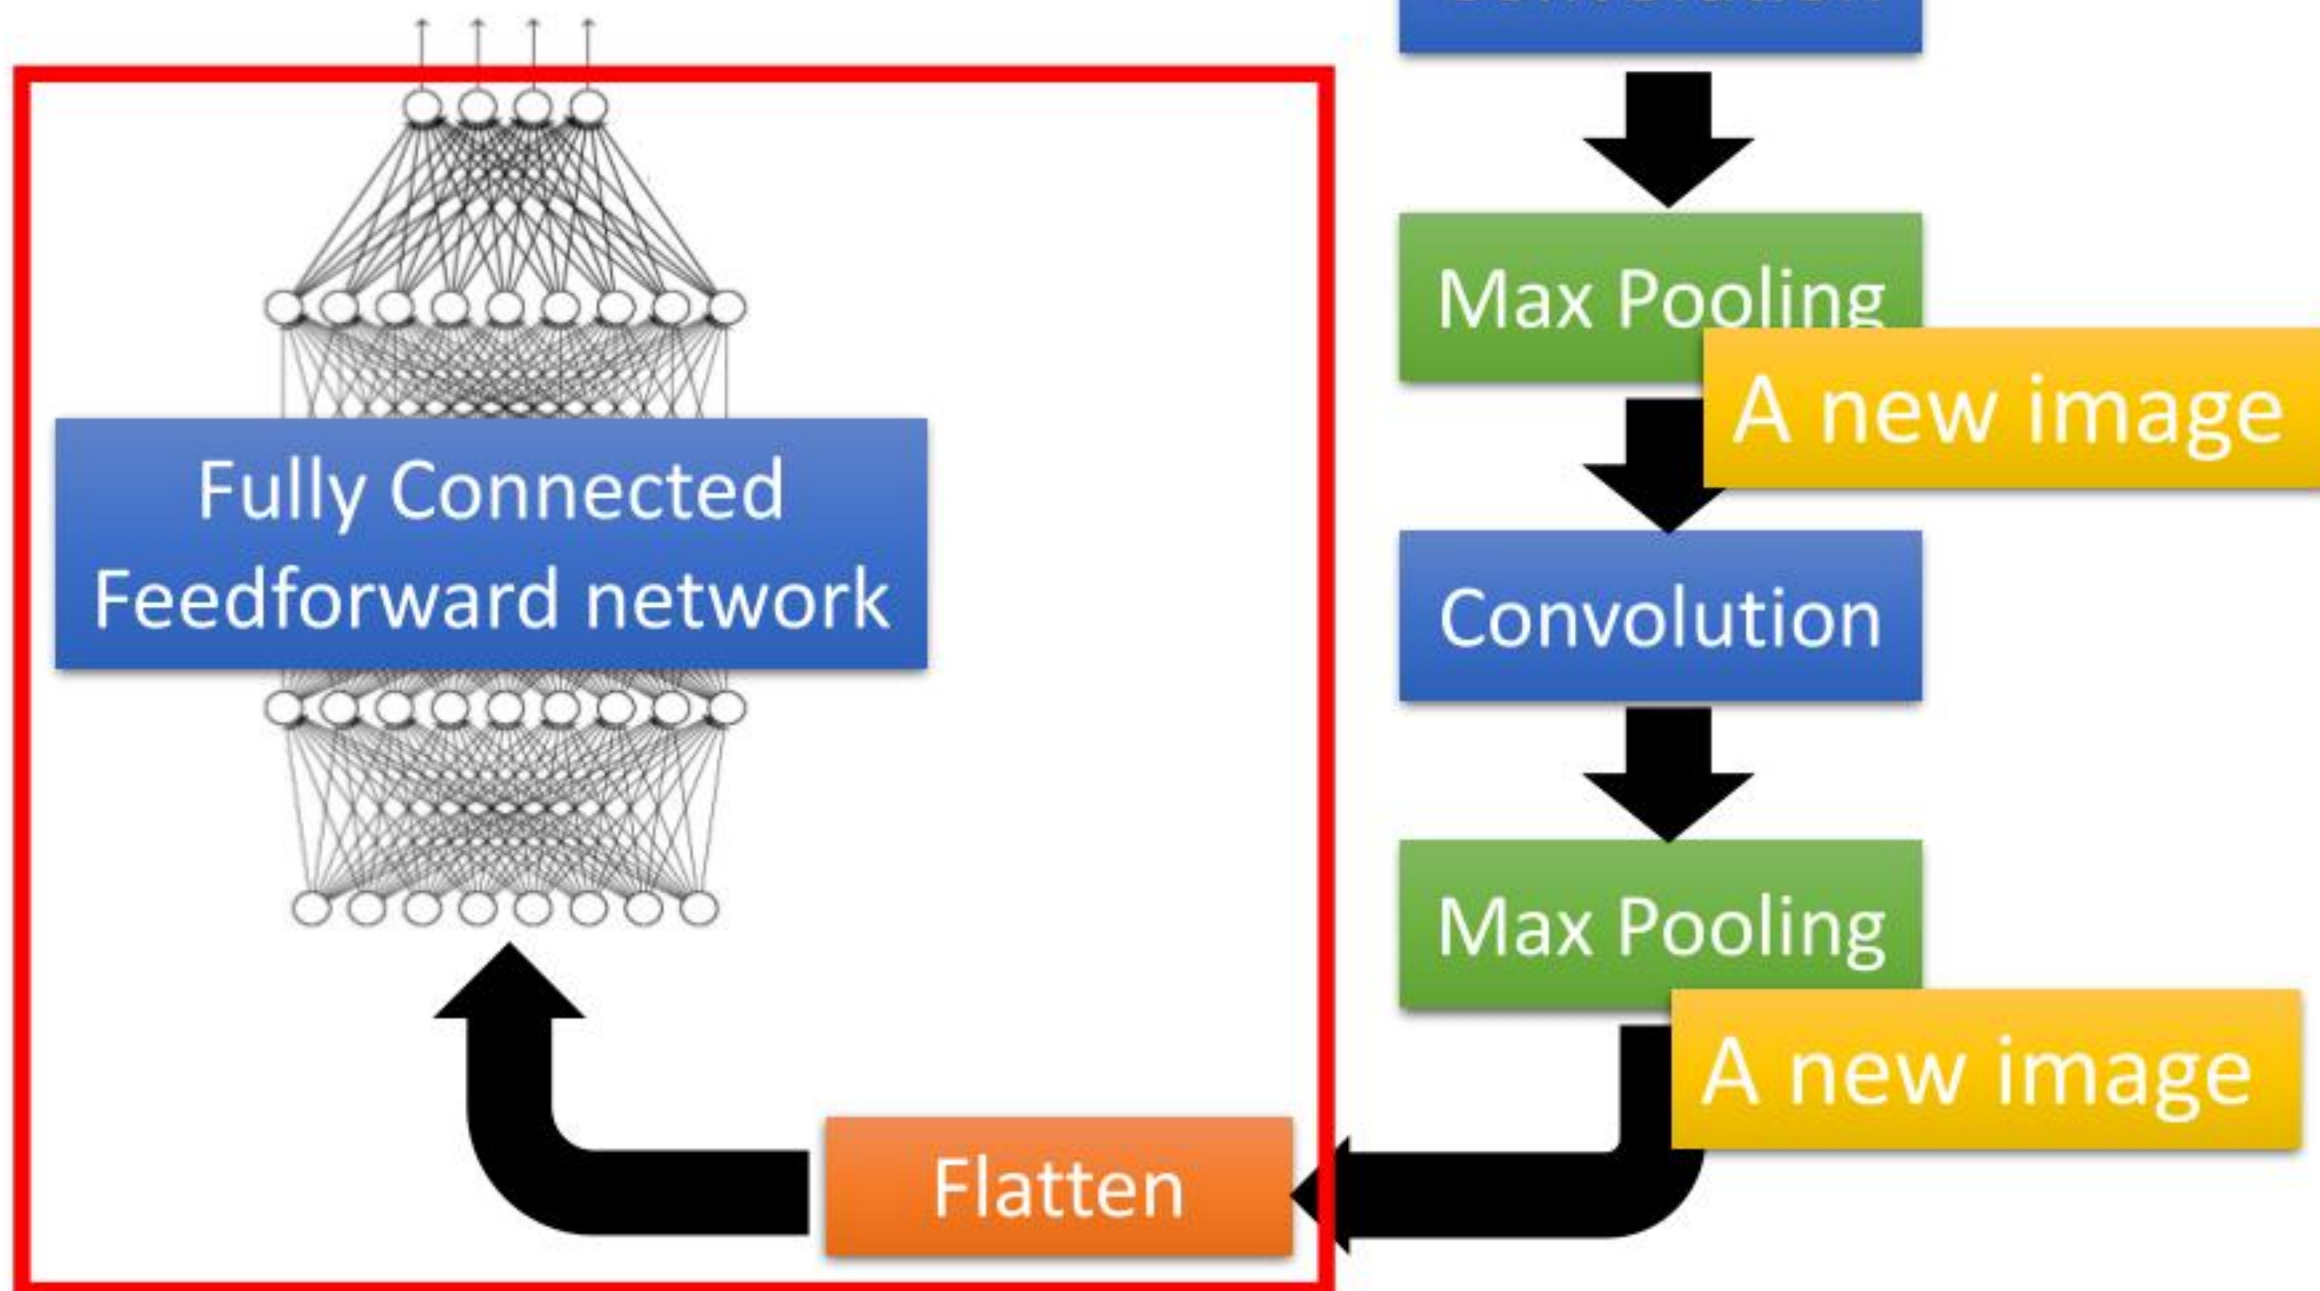 Max Pooling
A new image
Convolution
Max Pooling
A new image
Flatten
Fully Connected
Feedforward network